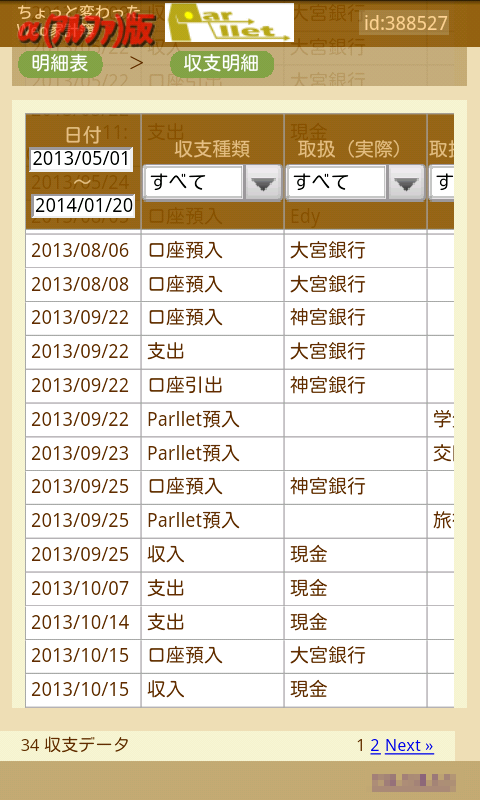 ちょっと変わった
Web家計簿
α(アルファ)版
Parllet
id:388527
明細表 > 収支明細
日付 収支種類 取扱（実際）
2013/05/01 すべて すべて
～
2014/01/20
2013/08/06 口座預入 大宮銀行
2013/08/08 口座預入 大宮銀行
2013/09/22 口座預入 神宮銀行
2013/09/22 支出 大宮銀行
2013/09/22 口座引出 神宮銀行
2013/09/22 Parllet預入
2013/09/23 Parllet預入
2013/09/25 口座預入 神宮銀行
2013/09/25 Parllet預入
2013/09/25 収入 現金
2013/10/07 支出 現金
2013/10/14 支出 現金
2013/10/15 口座預入 大宮銀行
2013/10/15 収入 現金
34 収支データ 1 2 Next »